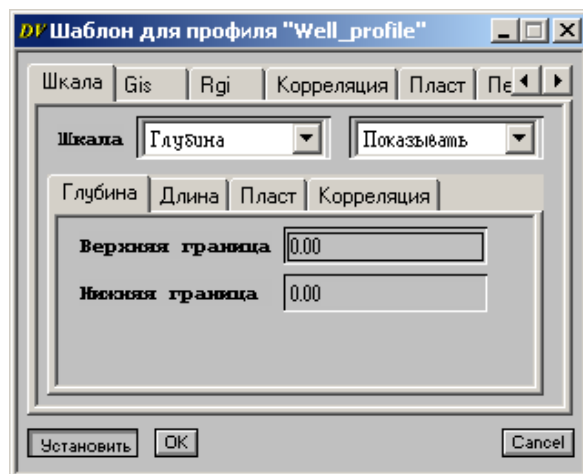 DV Шаблон для профиля "Well_profile"
Шкала Gis Rgi Корреляция Пласт Пе
Шкала Глубина Показывать
Глубина Длина Пласт Корреляция
Верхняя граница 0.00
Нижняя граница 0.00
Установить OK Cancel